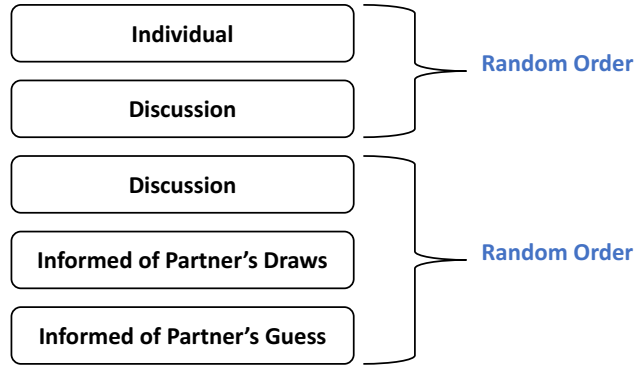 Individual
Random Order
Discussion
Discussion
Informed of Partner’s Draws
Random Order
Informed of Partner’s Guess